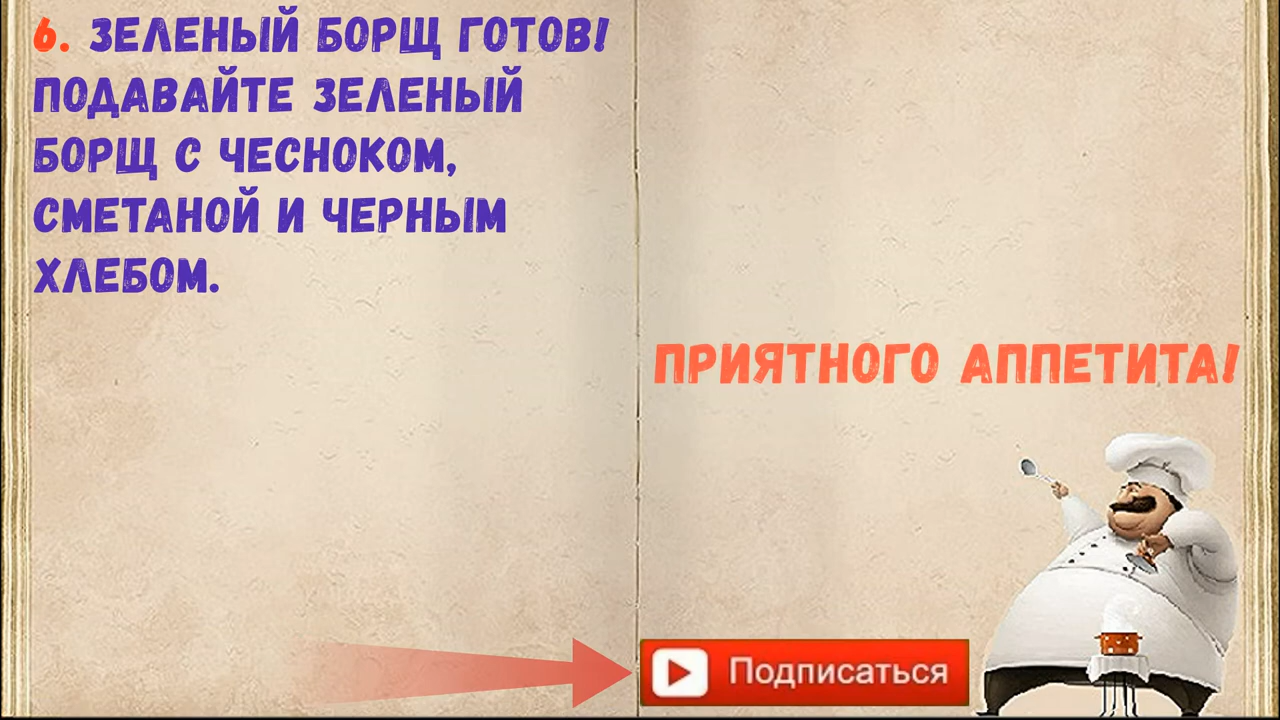 6. ЗЕЛЕНЫЙ БОРЩ ГОТОВ!
ПОДАВАЙТЕ ЗЕЛЕНЫЙ
БОРЩ С ЧЕСНОКОМ,
СМЕТАНОЙ И ЧЕРНЫМ
ХЛЕБОМ.
ПРИЯТНОГО АППЕТИТА!
Подписаться